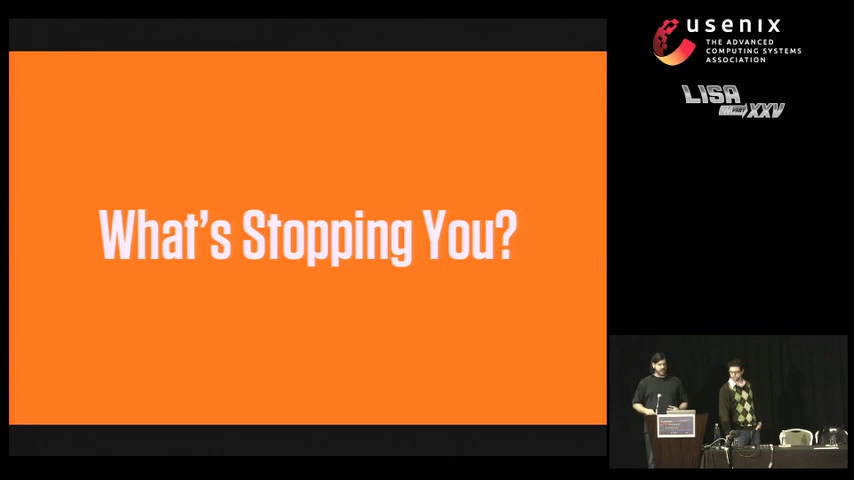 What's Stopping You?
usenix
THE ADVANCED
COMPUTING SYSTEMS
ASSOCIATION
LISA
XXV